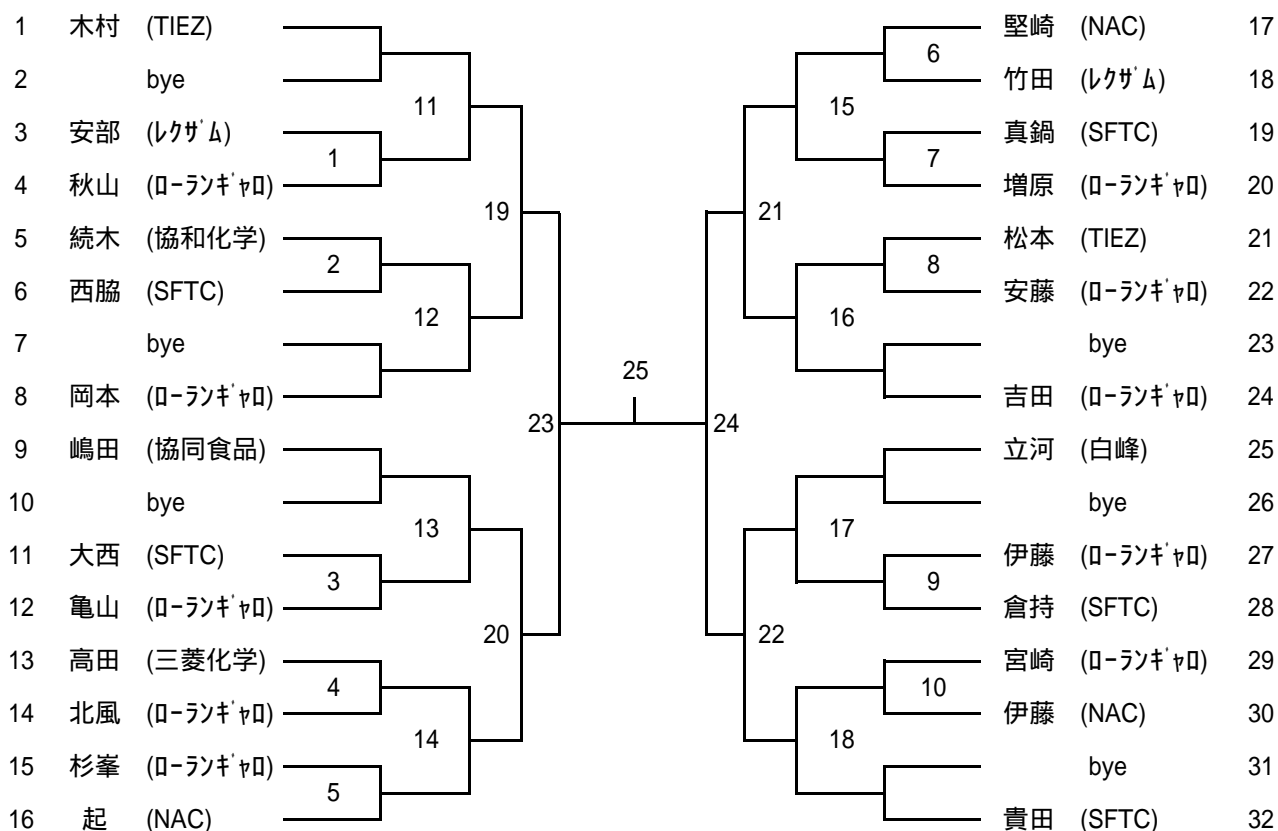 1 木村 (TIEZ)
2 bye
3 安部 (ﾚｸｻﾞﾑ)
4 秋山 (ﾛｰﾗﾝｷﾞｬﾛ)
5 続木 (協和化学)
6 西脇 (SFTC)
7 bye
8 岡本 (ﾛｰﾗﾝｷﾞｬﾛ)
9 嶋田 (協同食品)
10 bye
11 大西 (SFTC)
12 亀山 (ﾛｰﾗﾝｷﾞｬﾛ)
13 高田 (三菱化学)
14 北風 (ﾛｰﾗﾝｷﾞｬﾛ)
15 杉峯 (ﾛｰﾗﾝｷﾞｬﾛ)
16 起 (NAC)
1
2
3
4
5
11
12
13
14
19
20
23
25
24
21
22
15
16
17
18
6
7
8
9
10
堅崎 (NAC) 17
竹田 (ﾚｸｻﾞﾑ) 18
真鍋 (SFTC) 19
増原 (ﾛｰﾗﾝｷﾞｬﾛ) 20
松本 (TIEZ) 21
安藤 (ﾛｰﾗﾝｷﾞｬﾛ) 22
bye 23
吉田 (ﾛｰﾗﾝｷﾞｬﾛ) 24
立河 (白峰) 25
bye 26
伊藤 (ﾛｰﾗﾝｷﾞｬﾛ) 27
倉持 (SFTC) 28
宮崎 (ﾛｰﾗﾝｷﾞｬﾛ) 29
伊藤 (NAC) 30
bye 31
貴田 (SFTC) 32